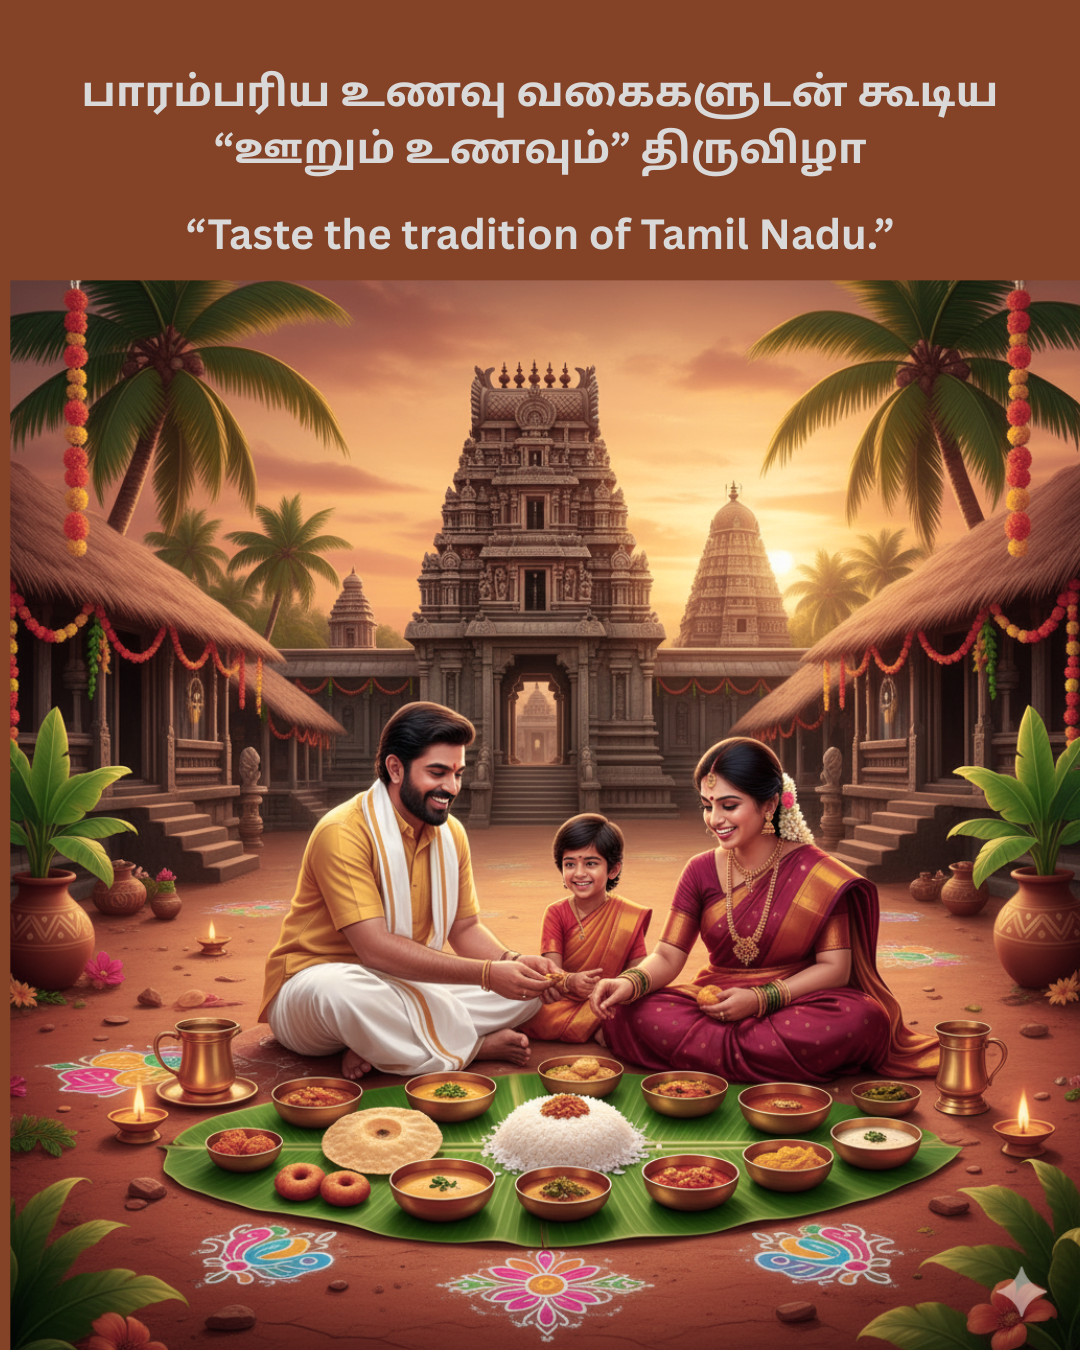 பாரம்பரிய உணவு வகைகளுடன் கூடிய
“ஊறும் உணவும்” திருவிழா
“Taste the tradition of Tamil Nadu.”